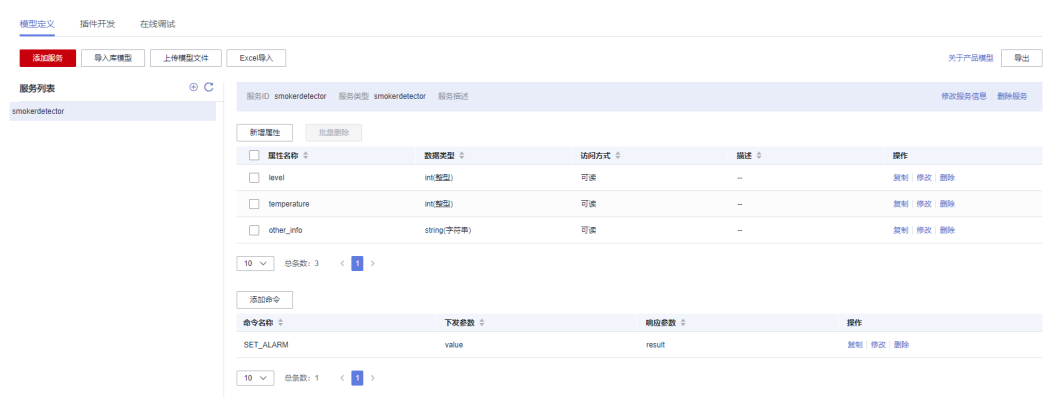 模型定义 插件开发 在线调试
添加服务 导入库模型 上传模型文件 Excel导入 关于产品模型 导出
服务列表
smokerdetector
服务ID smokerdetector 服务类型 smokerdetector 服务描述 修改服务信息 删除服务
新增属性 批量删除
属性名称 数据类型 访问方式 描述 操作
level int(整型) 可读 -- 复制 修改 删除
temperature int(整型) 可读 -- 复制 修改 删除
other_info string(字符串) 可读 -- 复制 修改 删除
10 总条数: 3 < 1 >
添加命令
命令名称 下发参数 响应参数 操作
SET_ALARM value result 复制 修改 删除
10 总条数: 1 < 1 >